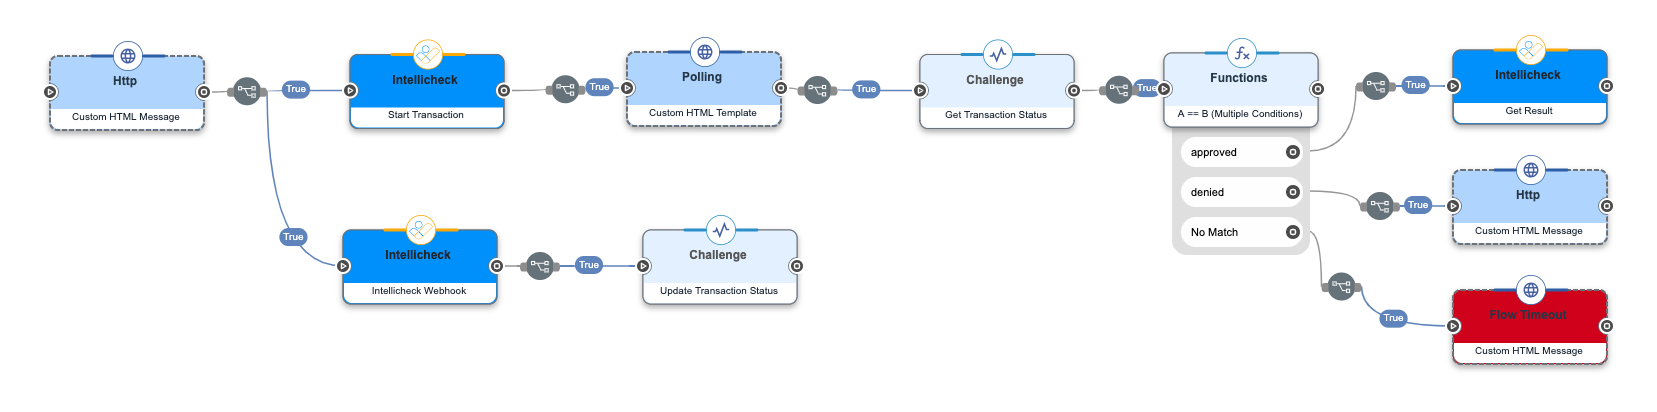 Http
Custom HTML Message
True
Intellicheck
Start Transaction
True
Polling
Custom HTML Template
True
Challenge
Get Transaction Status
True
Functions
A == B (Multiple Conditions)
approved
denied
No Match
True
Intellicheck
Get Result
True
Http
Custom HTML Message
True
Flow Timeout
Custom HTML Message
True
Intellicheck
Intellicheck Webhook
True
Challenge
Update Transaction Status